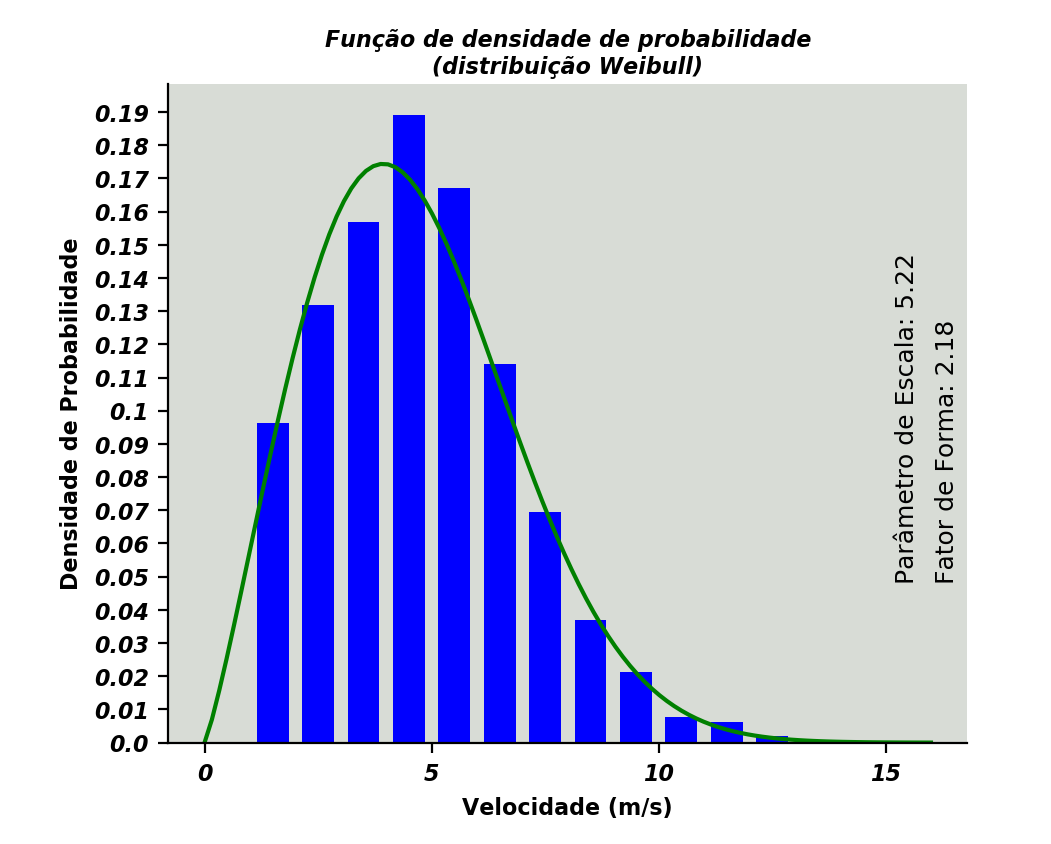 Função de densidade de probabilidade
(distribuição Weibull)
Densidade de Probabilidade
0.19
0.18
0.17
0.16
0.15
0.14
0.13
0.12
0.11
0.1
0.09
0.08
0.07
0.06
0.05
0.04
0.03
0.02
0.01
0.0
Parâmetro de Escala: 5.22
Fator de Forma: 2.18
0 5 10 15
Velocidade (m/s)